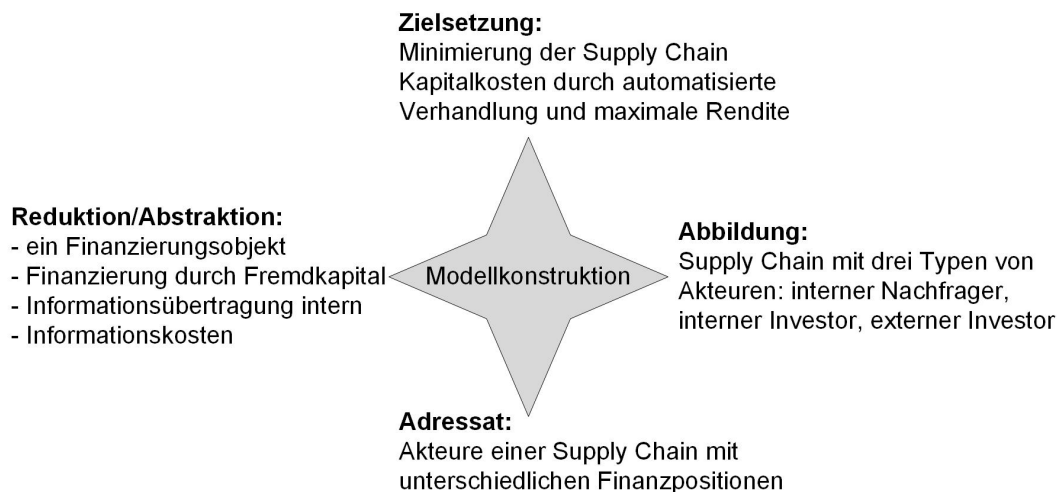 Zielsetzung:
Minimierung der Supply Chain
Kapitalkosten durch automatisierte
Verhandlung und maximale Rendite
Reduktion/Abstraktion:
- ein Finanzierungsobjekt
- Finanzierung durch Fremdkapital
- Informationsübertragung intern
- Informationskosten
Modellkonstruktion
Abbildung:
Supply Chain mit drei Typen von
Akteuren: interner Nachfrager,
interner Investor, externer Investor
Adressat:
Akteure einer Supply Chain mit
unterschiedlichen Finanzpositionen